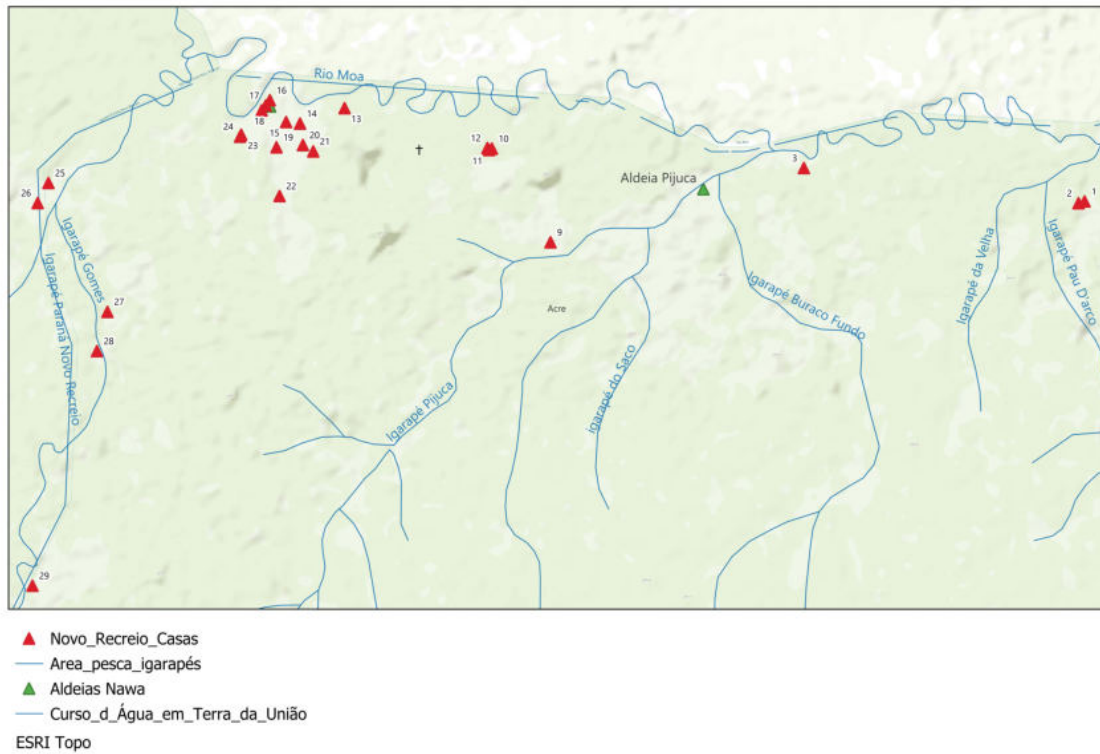 Rio Moa
17
16
18
14
13
24
23
15
19
20
21
12
10
11
3
Aldeia Pijuca
25
26
22
2
1
9
Igarapé Gomes
Igarapé Paraná Novo Recreio
27
28
Acre
Igarapé Buraco Fundo
Igarapé da Velha
Igarapé Pau D'arco
Igarapé Pijuca
igarapé do Saco
29
Novo_Recreio_Casas
Area_pesca_igarapés
Aldeias Nawa
Curso_d_Água_em_Terra_da_União
ESRI Topo